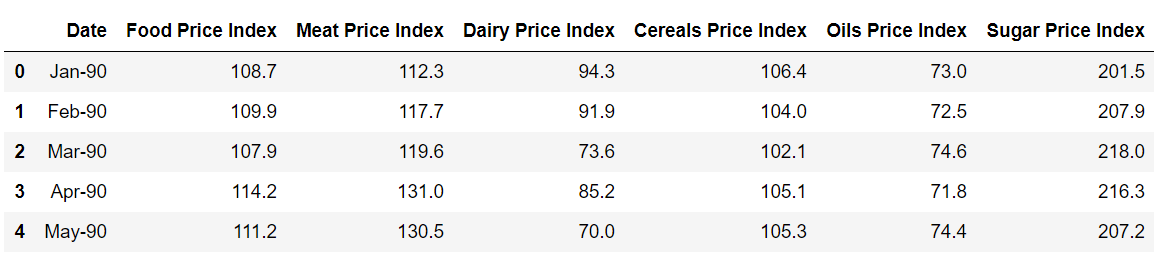 Date Food Price Index Meat Price Index Dairy Price Index Cereals Price Index Oils Price Index Sugar Price Index
0 Jan-90 108.7 112.3 94.3 106.4 73.0 201.5
1 Feb-90 109.9 117.7 91.9 104.0 72.5 207.9
2 Mar-90 107.9 119.6 73.6 102.1 74.6 218.0
3 Apr-90 114.2 131.0 85.2 105.1 71.8 216.3
4 May-90 111.2 130.5 70.0 105.3 74.4 207.2